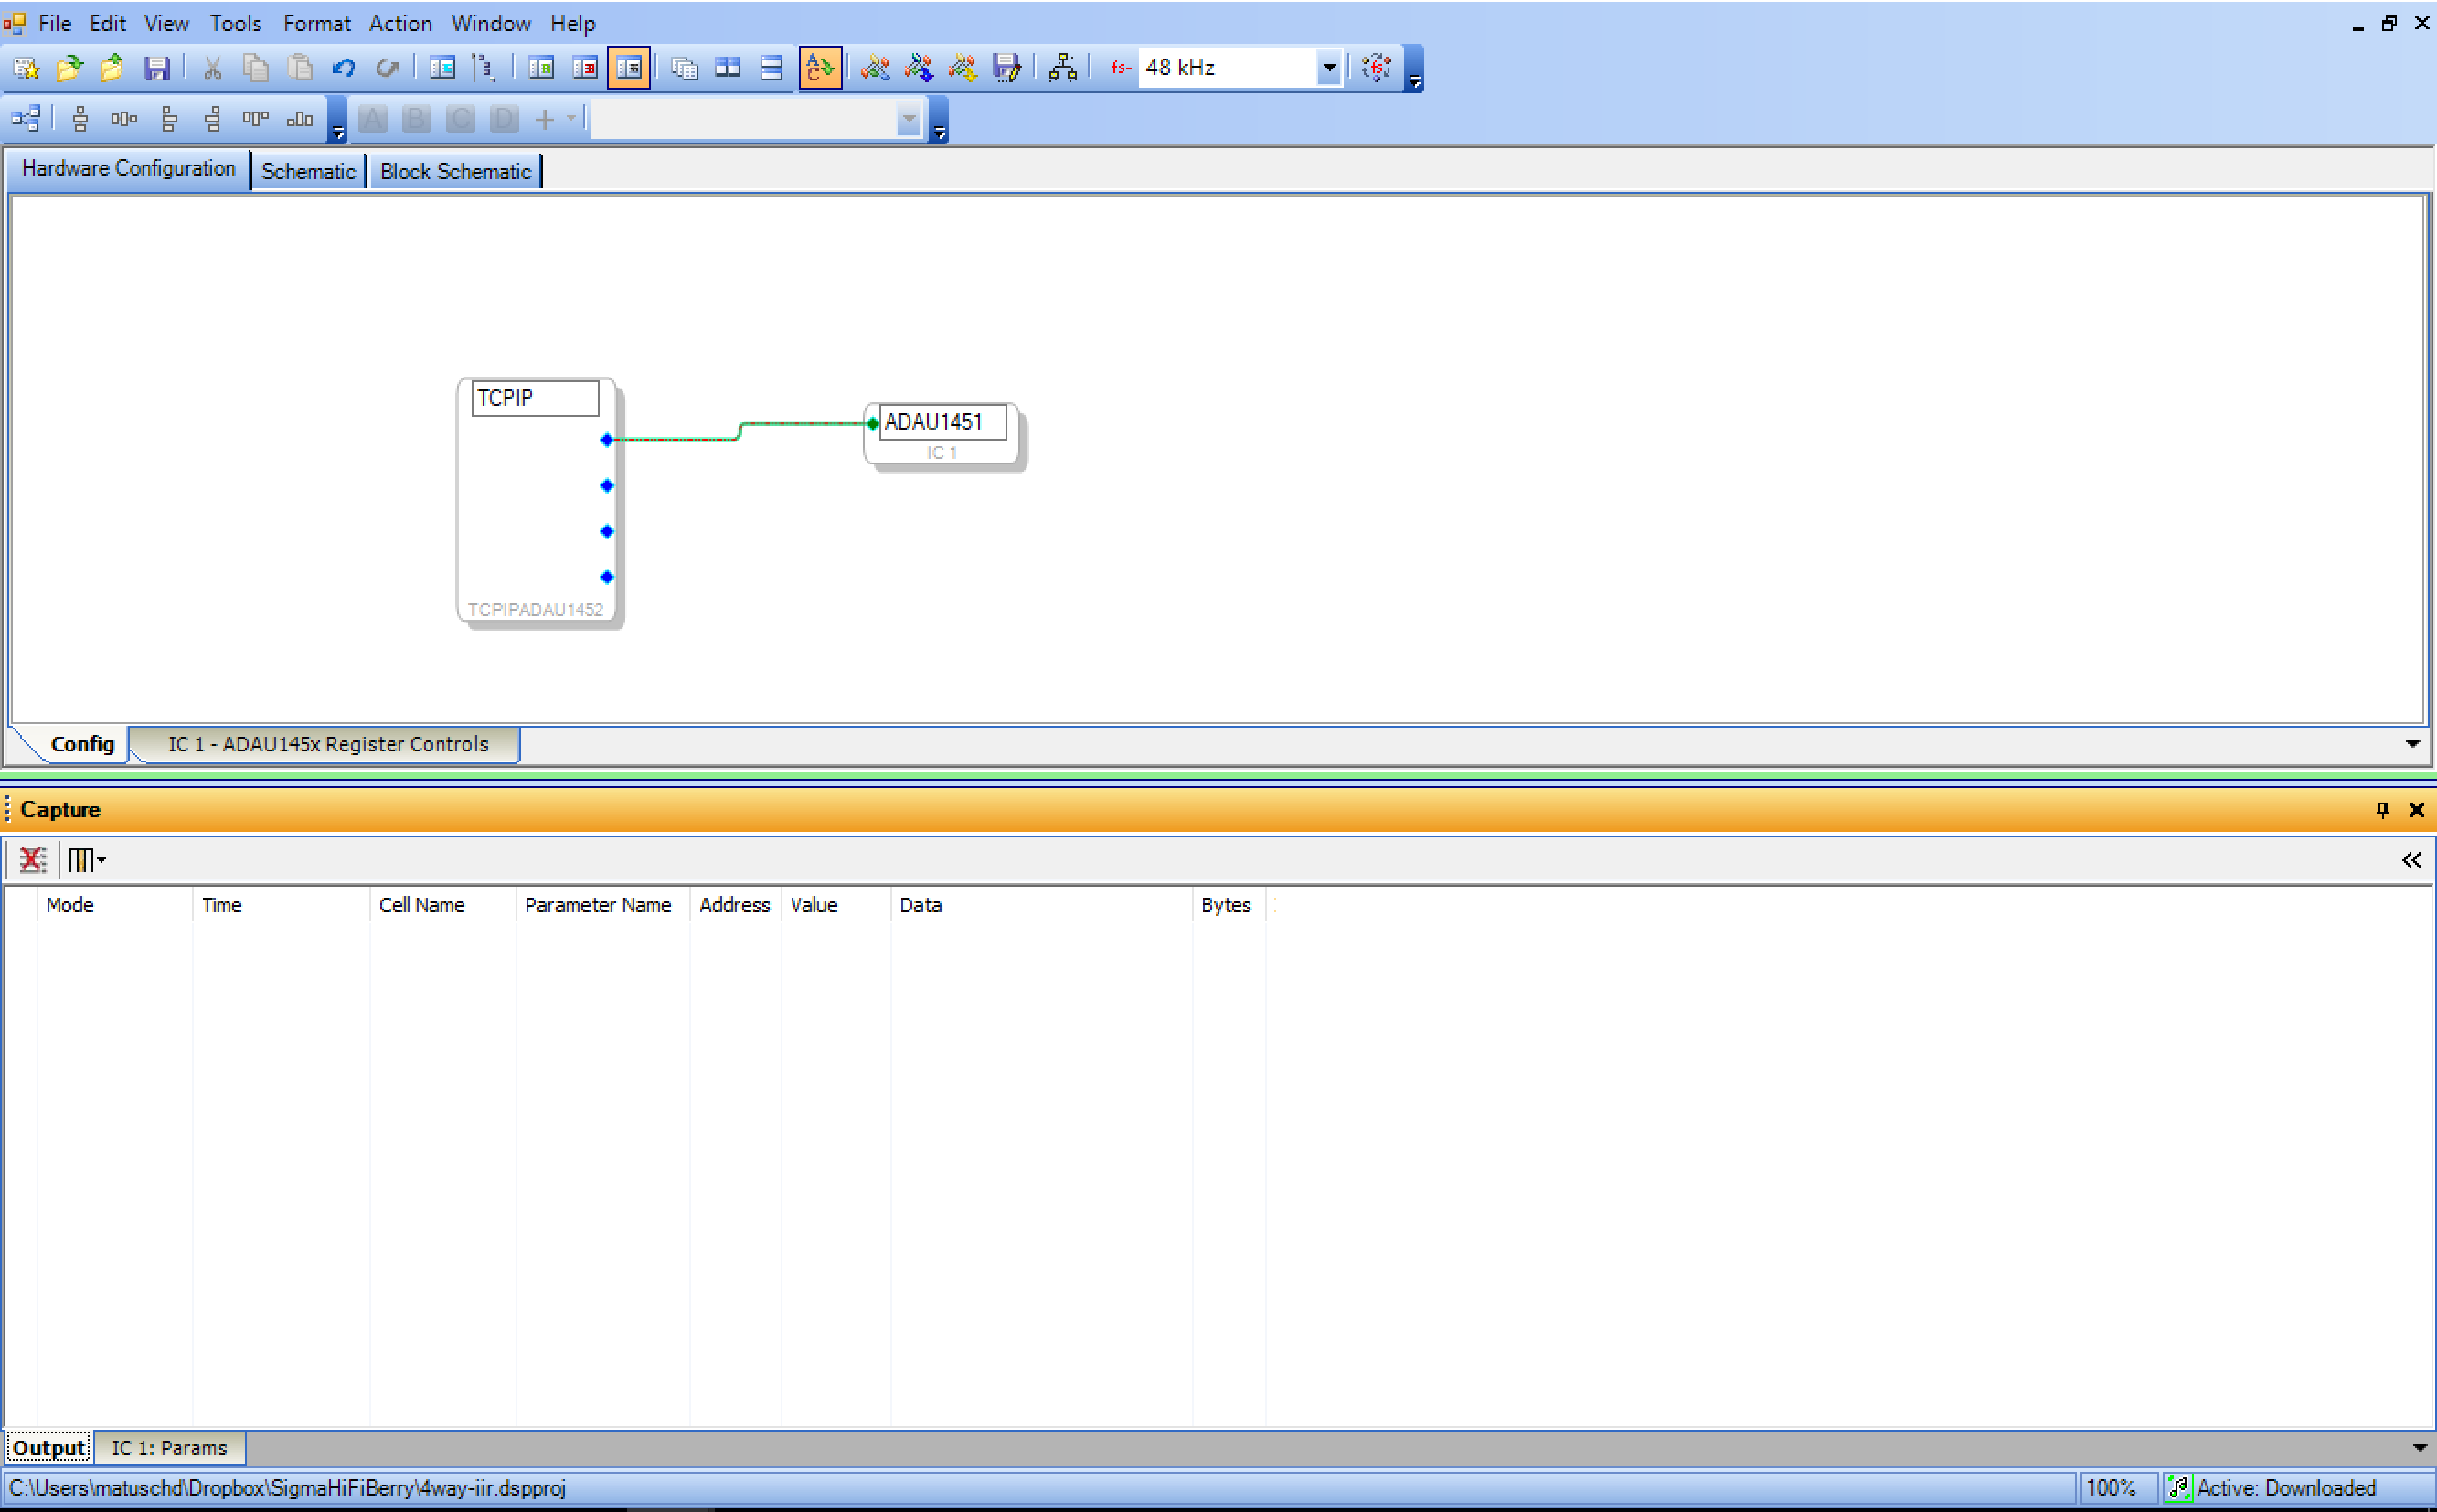 File Edit View Tools Format Action Window Help
fs- 48 kHz fs
A B C D
Hardware Configuration Schematic Block Schematic
TCPIP
ADAU1451
IC 1
TCPIPADAU1452
Config IC 1 - ADAU145x Register Controls
Capture
Mode Time Cell Name Parameter Name Address Value Data Bytes
Output IC 1: Params
C:\Users\matuschd\Dropbox\SigmaHiFiBerry\4way-iir.dspproj 100% Active: Downloaded